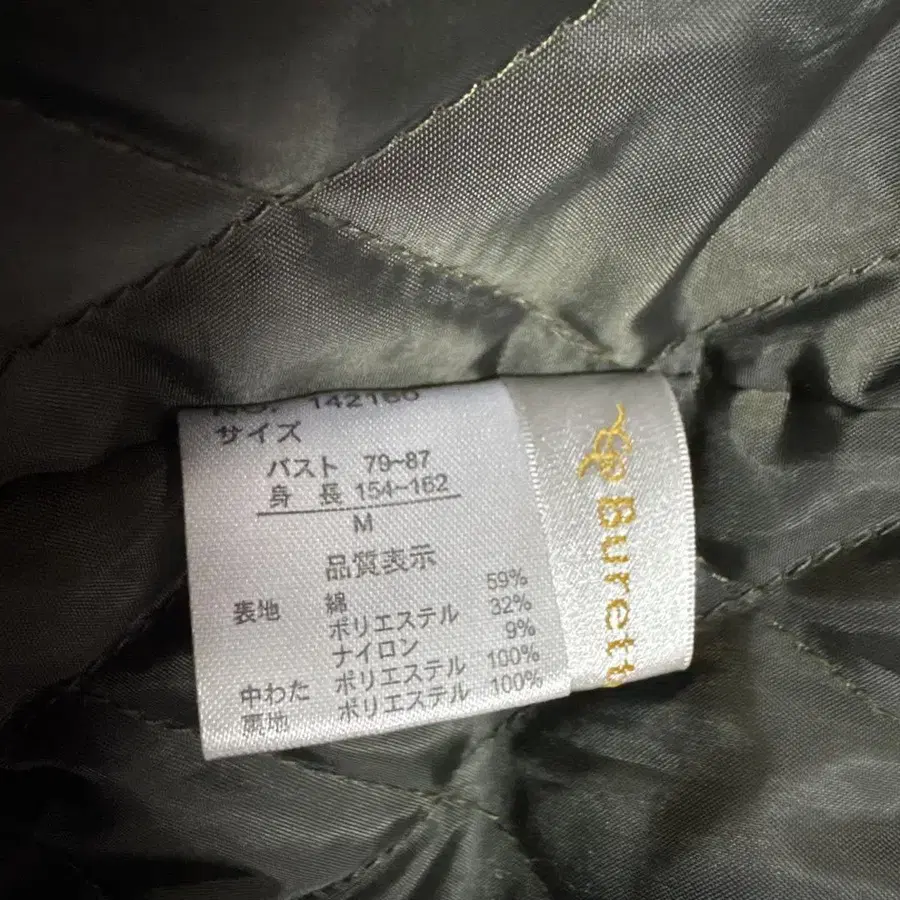 NO. 142160
サイズ
バスト 79~87
身 長 154~162
M
品質表示
表地 綿 59%
ポリエステル 32%
ナイロン 9%
中わた ポリエステル 100%
裏地 ポリエステル 100%
Burett